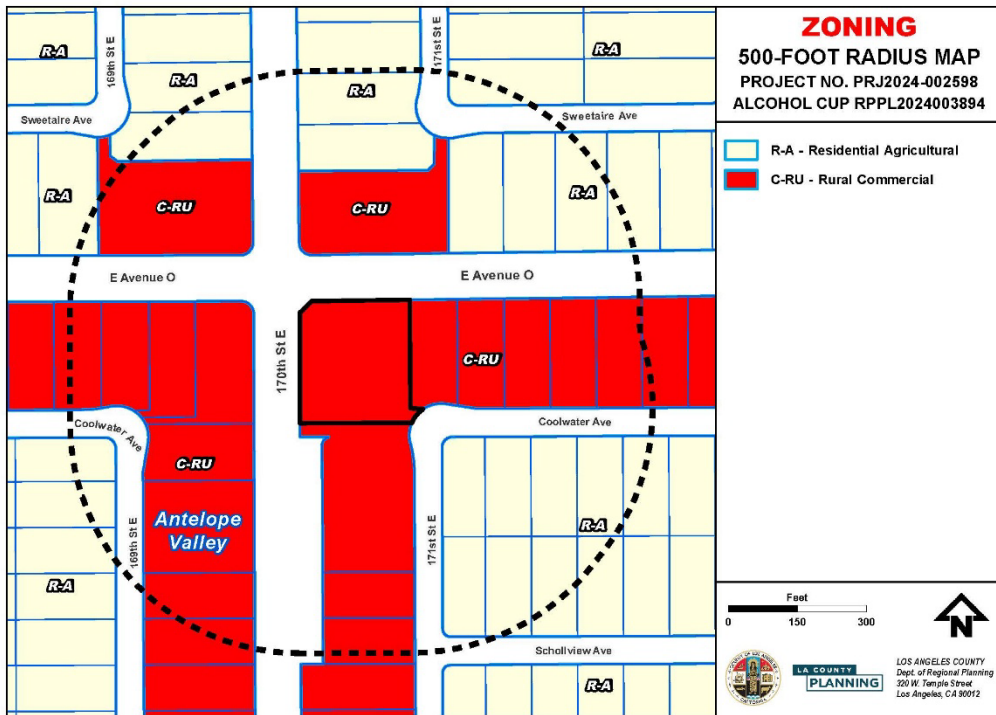 R-A
169th St E
R-A
Sweetaire Ave
R-A
C-RU
R-A
171st St E
R-A
Sweetaire Ave
C-RU
R-A
E Avenue O
E Avenue O
170th St E
C-RU
Coolwater Ave
Coolwater Ave
C-RU
Antelope
Valley
169th St E
R-A
171st St E
R-A
Schollview Ave
R-A
ZONING
500-FOOT RADIUS MAP
PROJECT NO. PRJ2024-002598
ALCOHOL CUP RPPL2024003894
R-A - Residential Agricultural
C-RU - Rural Commercial
Feet
0 150 300
N
LA COUNTY
PLANNING
LOS ANGELES COUNTY
Dept. of Regional Planning
320 W. Temple Street
Los Angeles, CA 90012